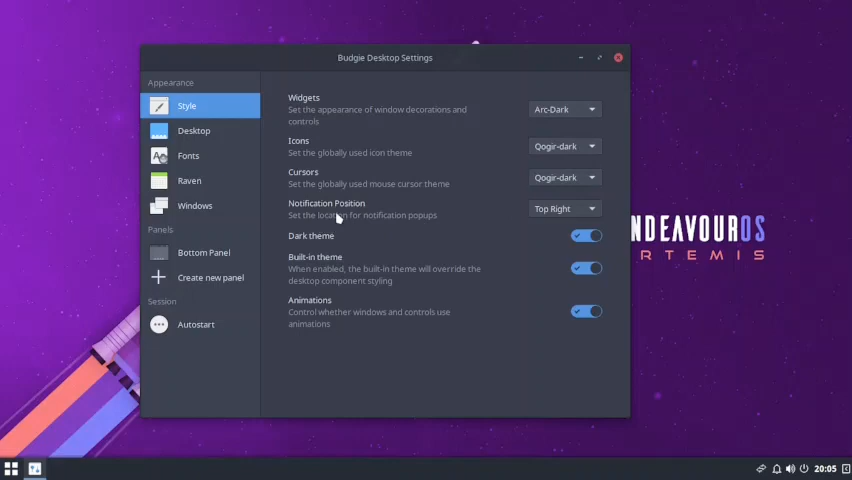 Budgie Desktop Settings
Appearance
Style
Desktop
Fonts
Raven
Windows
Panels
Bottom Panel
Create new panel
Session
Autostart
Widgets
Set the appearance of window decorations and
controls
Arc-Dark
Icons
Set the globally used icon theme
Qogir-dark
Cursors
Set the globally used mouse cursor theme
Qogir-dark
Notification Position
Set the location for notification popups
Top Right
Dark theme
Built-in theme
When enabled, the built-in theme will override the
desktop component styling
Animations
Control whether windows and controls use
animations
NDEAVOUROS
RTEMIS
20:05